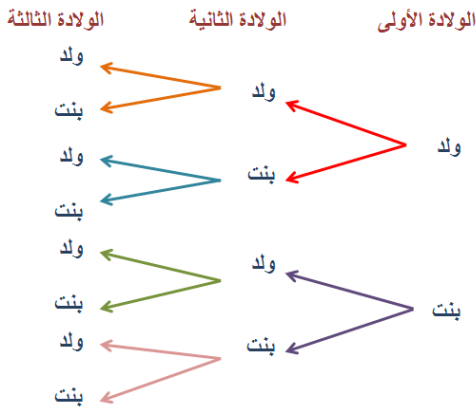 الولادة الأولى
الولادة الثانية
الولادة الثالثة
ولد
بنت
ولد
بنت
ولد
بنت
ولد
بنت
ولد
بنت
ولد
بنت
ولد
بنت